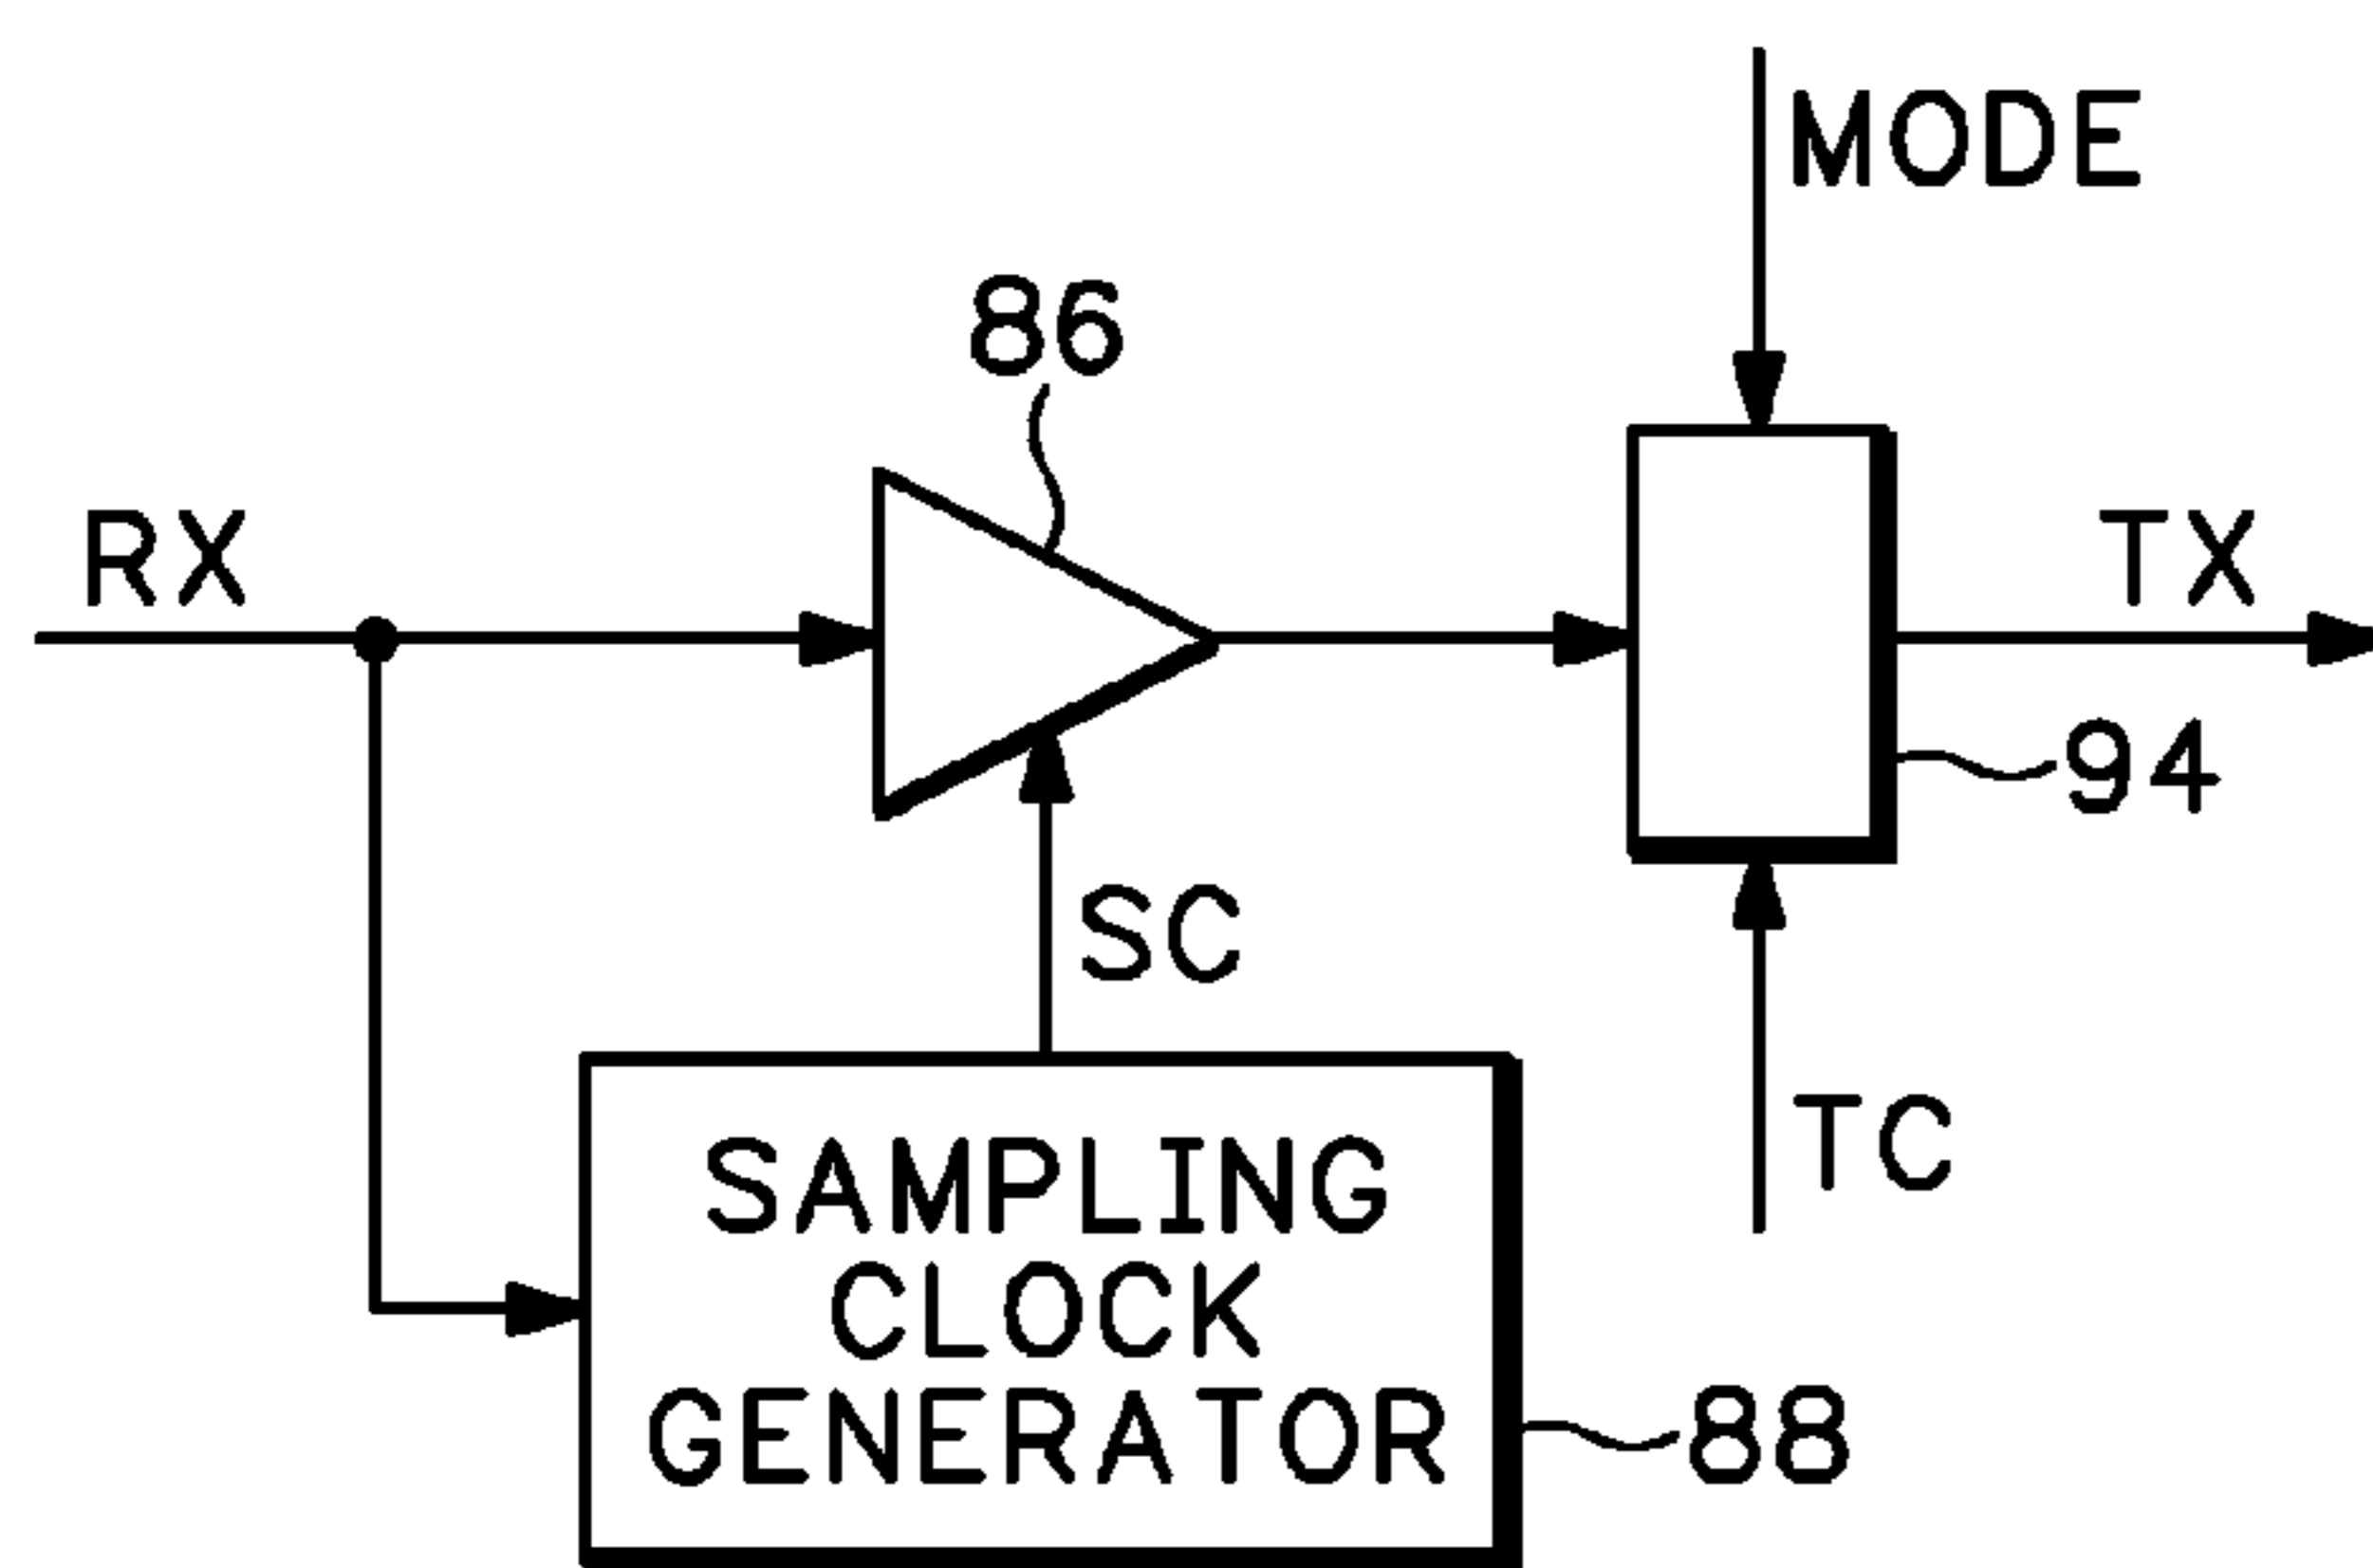 MODE
86
RX
TX
94
SC
TC
SAMPLING
CLOCK
GENERATOR
88